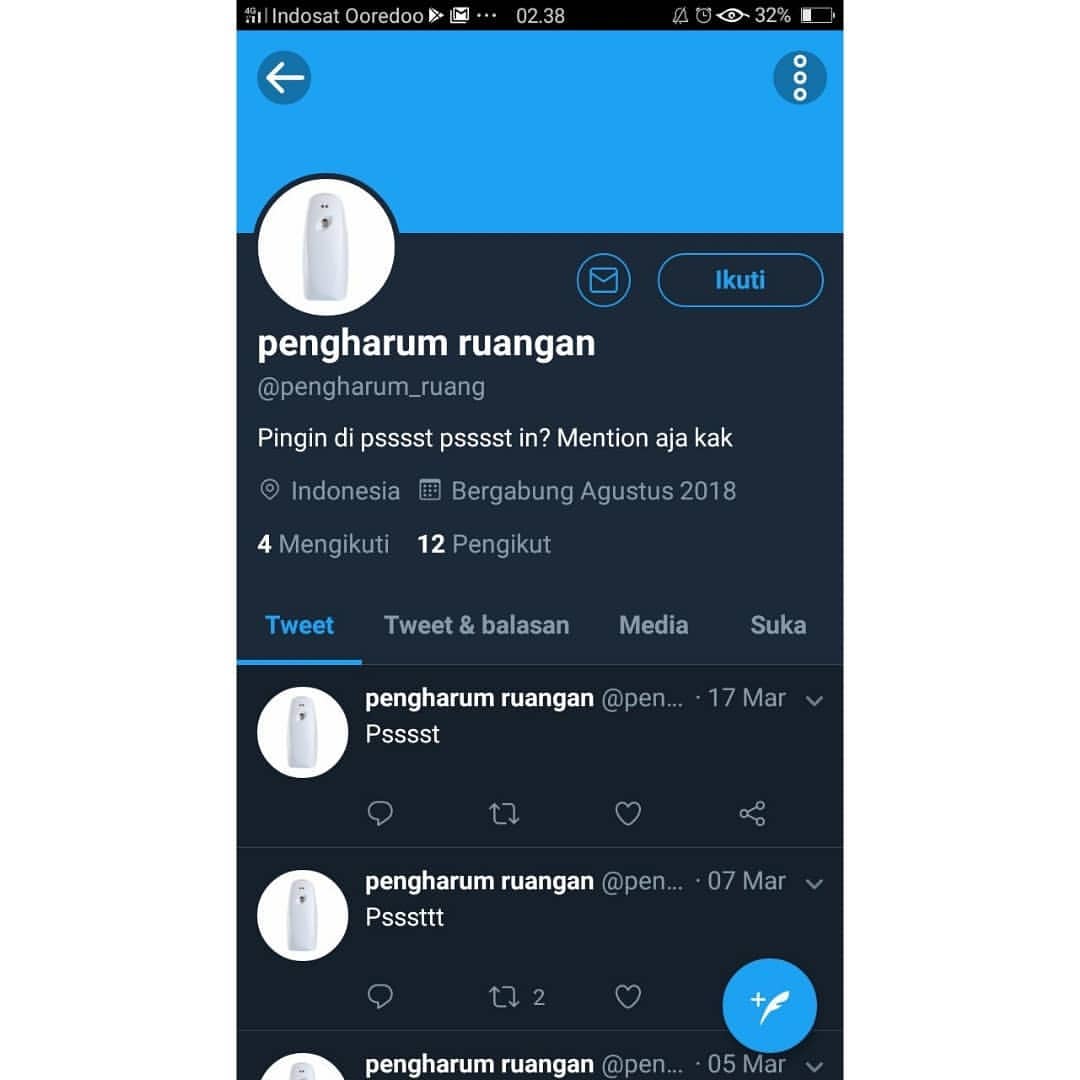 4G Indosat Ooredoo ... 02.38 32%
Ikuti
pengharum ruangan
@pengharum_ruang
Pingin di psssst psssst in? Mention aja kak
Indonesia Bergabung Agustus 2018
4 Mengikuti 12 Pengikut
Tweet Tweet & balasan Media Suka
pengharum ruangan @pen... · 17 Mar
Psssst
pengharum ruangan @pen... · 07 Mar
Psssttt
2
pengharum ruangan @pen... · 05 Mar